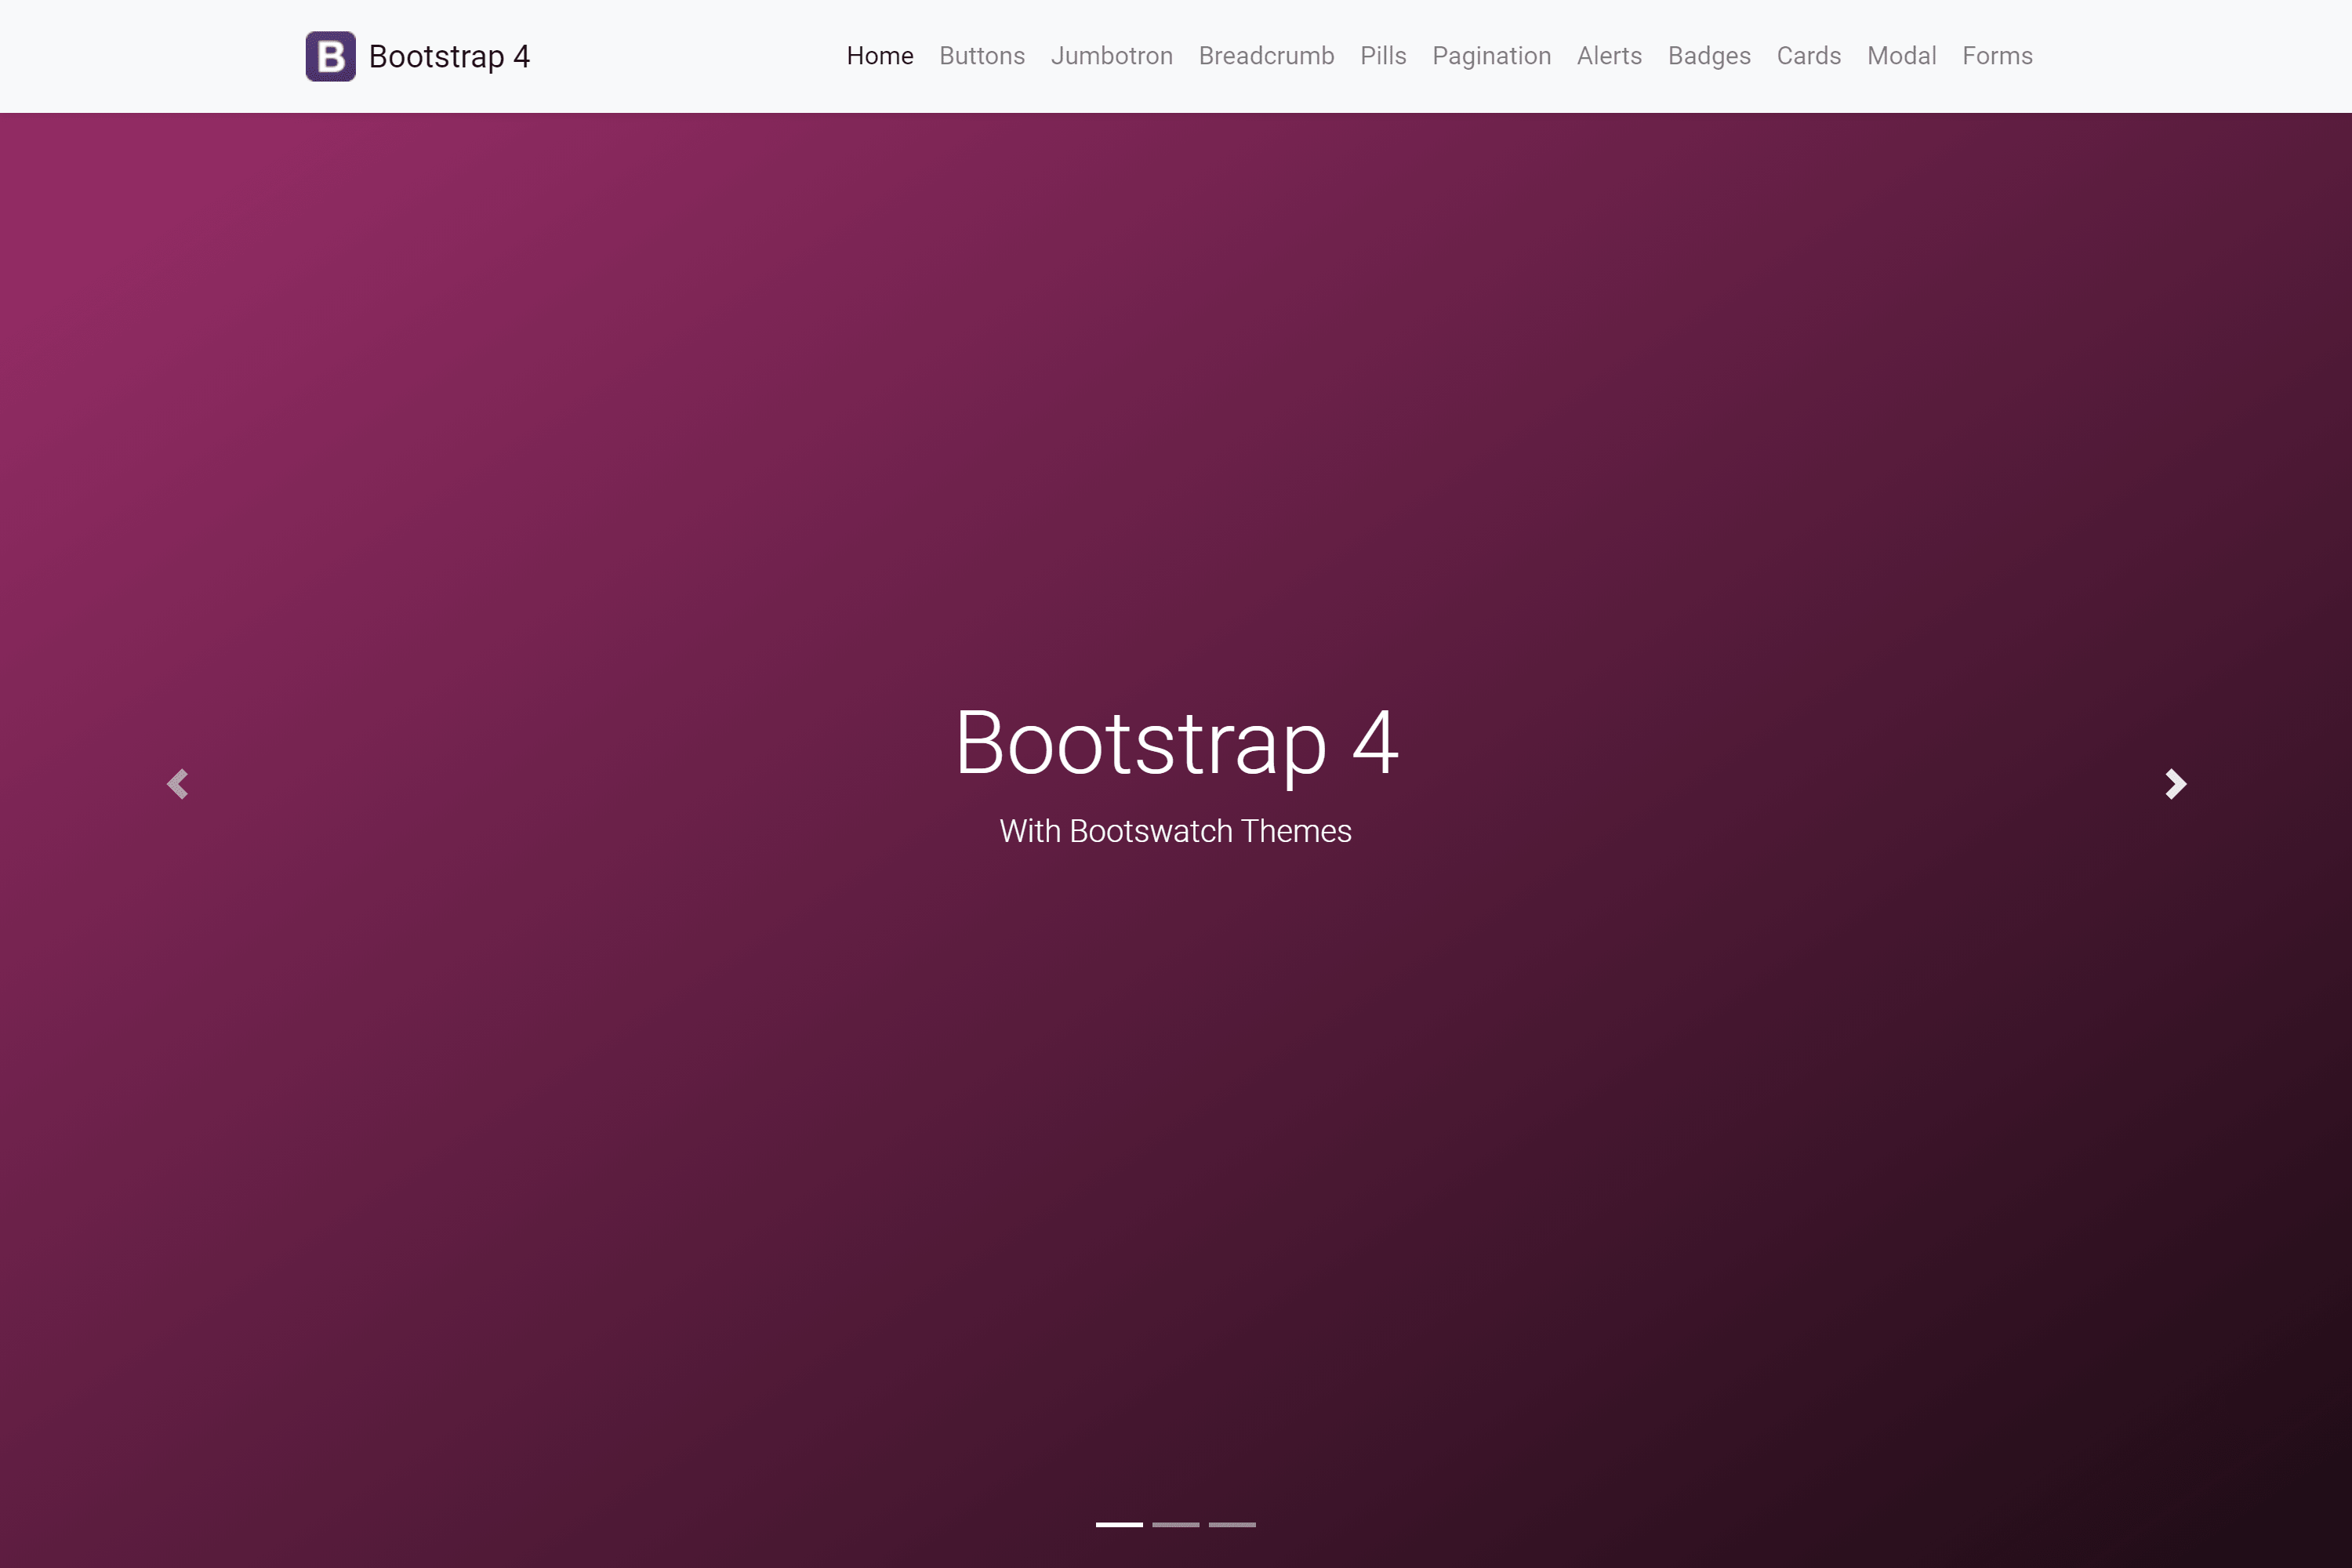 B Bootstrap 4 Home Buttons Jumbotron Breadcrumb Pills Pagination Alerts Badges Cards Modal Forms
Bootstrap 4
With Bootswatch Themes